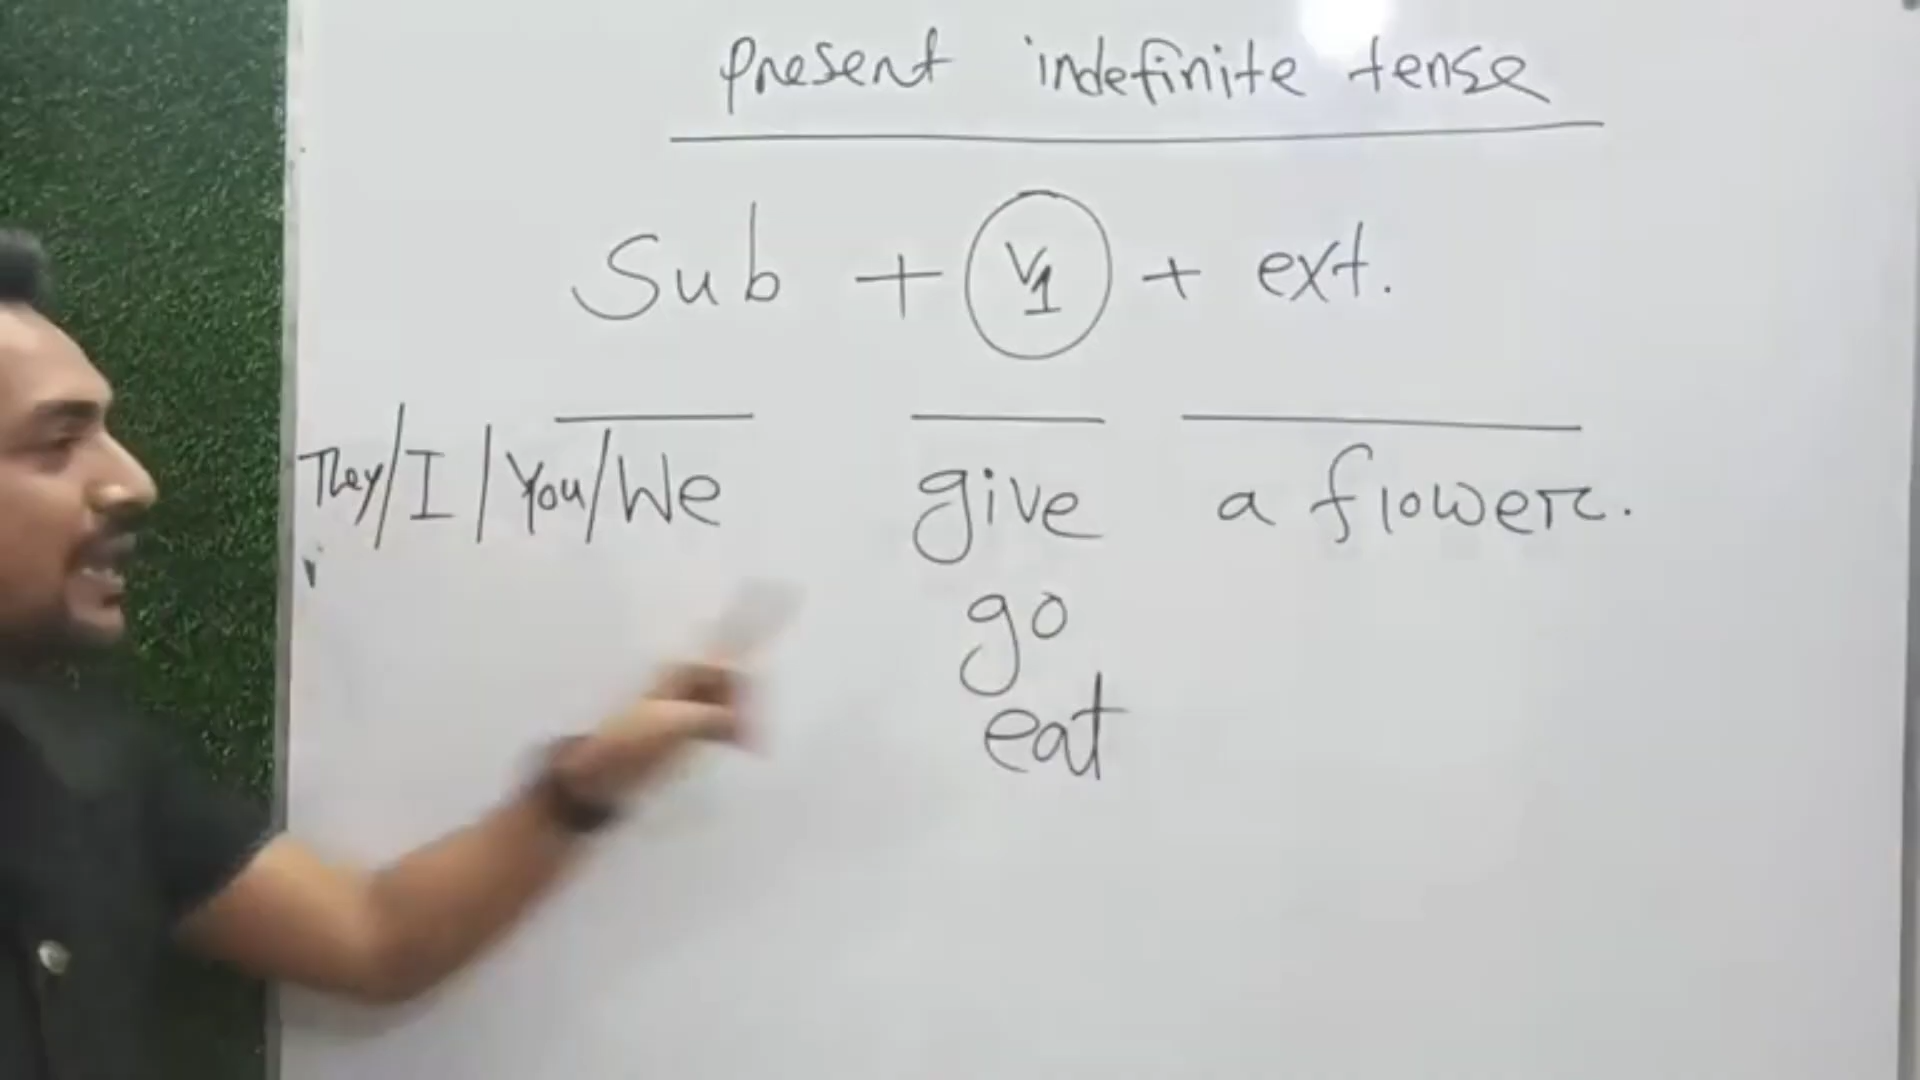 present indefinite tense
Sub + V1 + ext.
They/I/You/We give a flower.
go
eat